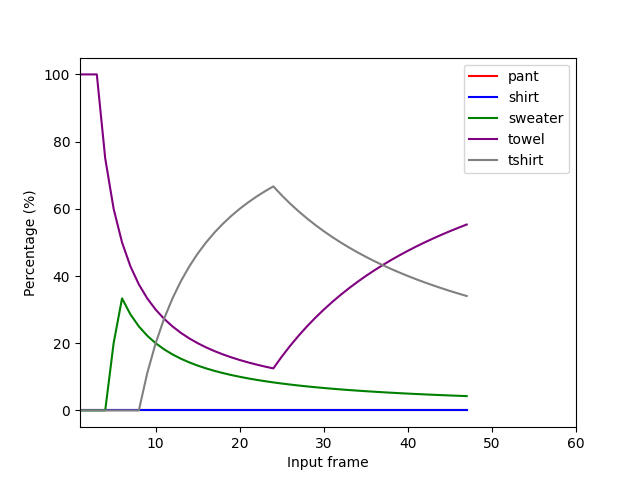 100
80
60
40
20
0
Percentage (%)
10 20 30 40 50 60
Input frame
pant
shirt
sweater
towel
tshirt